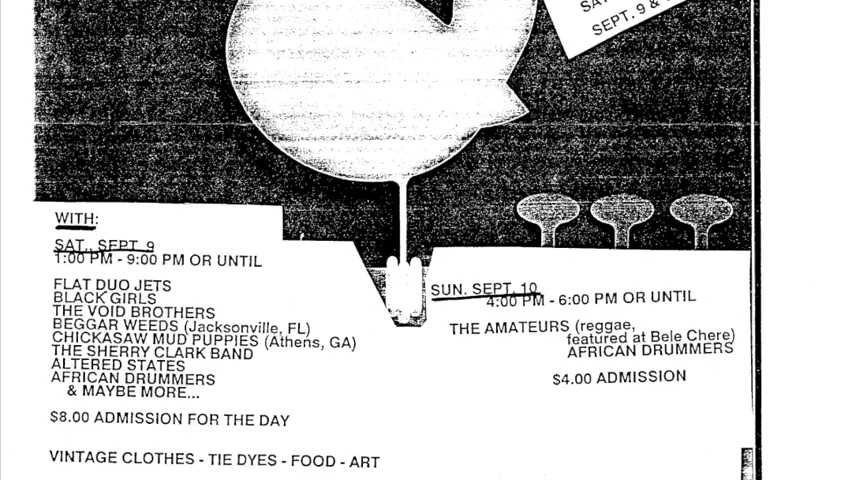 SEPT. 9 &
WITH:
SAT., SEPT. 9
1:00 PM - 9:00 PM OR UNTIL
FLAT DUO JETS
BLACK GIRLS
THE VOID BROTHERS
BEGGAR WEEDS (Jacksonville, FL)
CHICKASAW MUD PUPPIES (Athens, GA)
THE SHERRY CLARK BAND
ALTERED STATES
AFRICAN DRUMMERS
& MAYBE MORE...
$8.00 ADMISSION FOR THE DAY
SUN. SEPT. 10
4:00 PM - 6:00 PM OR UNTIL
THE AMATEURS (reggae,
featured at Bele Chere)
AFRICAN DRUMMERS
$4.00 ADMISSION
VINTAGE CLOTHES - TIE DYES - FOOD - ART